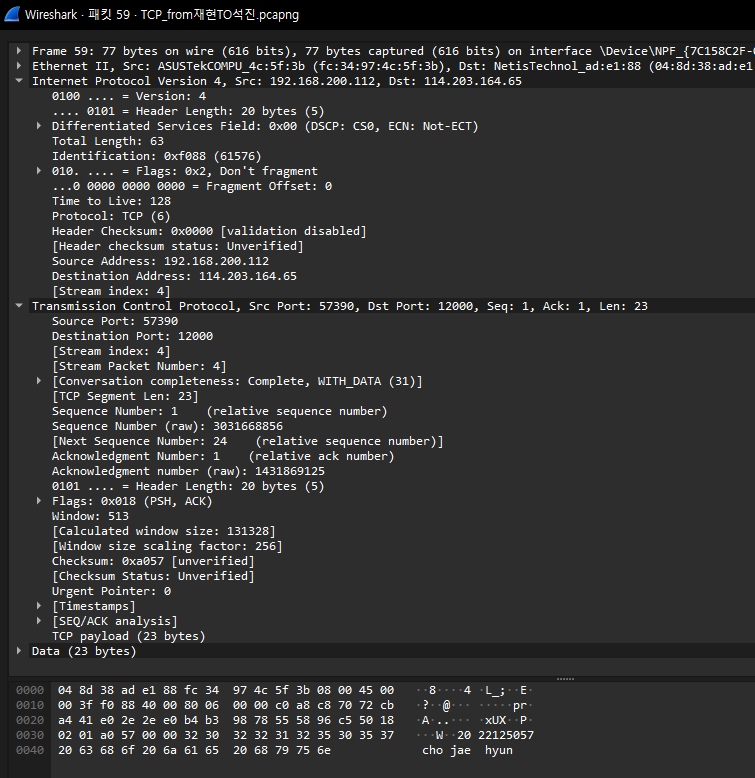 Wireshark · 패킷 59 · TCP_from재현TO석진.pcapng
Frame 59: 77 bytes on wire (616 bits), 77 bytes captured (616 bits) on interface \Device\NPF_{7C158C2F-
Ethernet II, Src: ASUSTekCOMPU_4c:5f:3b (fc:34:97:4c:5f:3b), Dst: NetisTechnol_ad:e1:88 (04:8d:38:ad:e1
Internet Protocol Version 4, Src: 192.168.200.112, Dst: 114.203.164.65
0100 .... = Version: 4
.... 0101 = Header Length: 20 bytes (5)
Differentiated Services Field: 0x00 (DSCP: CS0, ECN: Not-ECT)
Total Length: 63
Identification: 0xf088 (61576)
010. .... = Flags: 0x2, Don't fragment
...0 0000 0000 0000 = Fragment Offset: 0
Time to Live: 128
Protocol: TCP (6)
Header Checksum: 0x0000 [validation disabled]
[Header checksum status: Unverified]
Source Address: 192.168.200.112
Destination Address: 114.203.164.65
[Stream index: 4]
Transmission Control Protocol, Src Port: 57390, Dst Port: 12000, Seq: 1, Ack: 1, Len: 23
Source Port: 57390
Destination Port: 12000
[Stream index: 4]
[Stream Packet Number: 4]
[Conversation completeness: Complete, WITH_DATA (31)]
[TCP Segment Len: 23]
Sequence Number: 1    (relative sequence number)
Sequence Number (raw): 3031668856
[Next Sequence Number: 24    (relative sequence number)]
Acknowledgment Number: 1    (relative ack number)
Acknowledgment number (raw): 1431869125
0101 .... = Header Length: 20 bytes (5)
Flags: 0x018 (PSH, ACK)
Window: 513
[Calculated window size: 131328]
[Window size scaling factor: 256]
Checksum: 0xa057 [unverified]
[Checksum Status: Unverified]
Urgent Pointer: 0
[Timestamps]
[SEQ/ACK analysis]
TCP payload (23 bytes)
Data (23 bytes)
0000  04 8d 38 ad e1 88 fc 34  97 4c 5f 3b 08 00 45 00  ··8····4 ·L_;··E·
0010  00 3f f0 88 40 00 80 06  00 00 c0 a8 c8 70 72 cb  ·?··@··· ·····pr·
0020  a4 41 e0 2e 2e e0 b4 b3  98 78 55 58 96 c5 50 18  ·A·..··· ·xUX··P·
0030  02 01 a0 57 00 00 32 30  32 32 31 32 35 30 35 37  ···W··20 22125057
0040  20 63 68 6f 20 6a 61 65  20 68 79 75 6e  cho jae  hyun